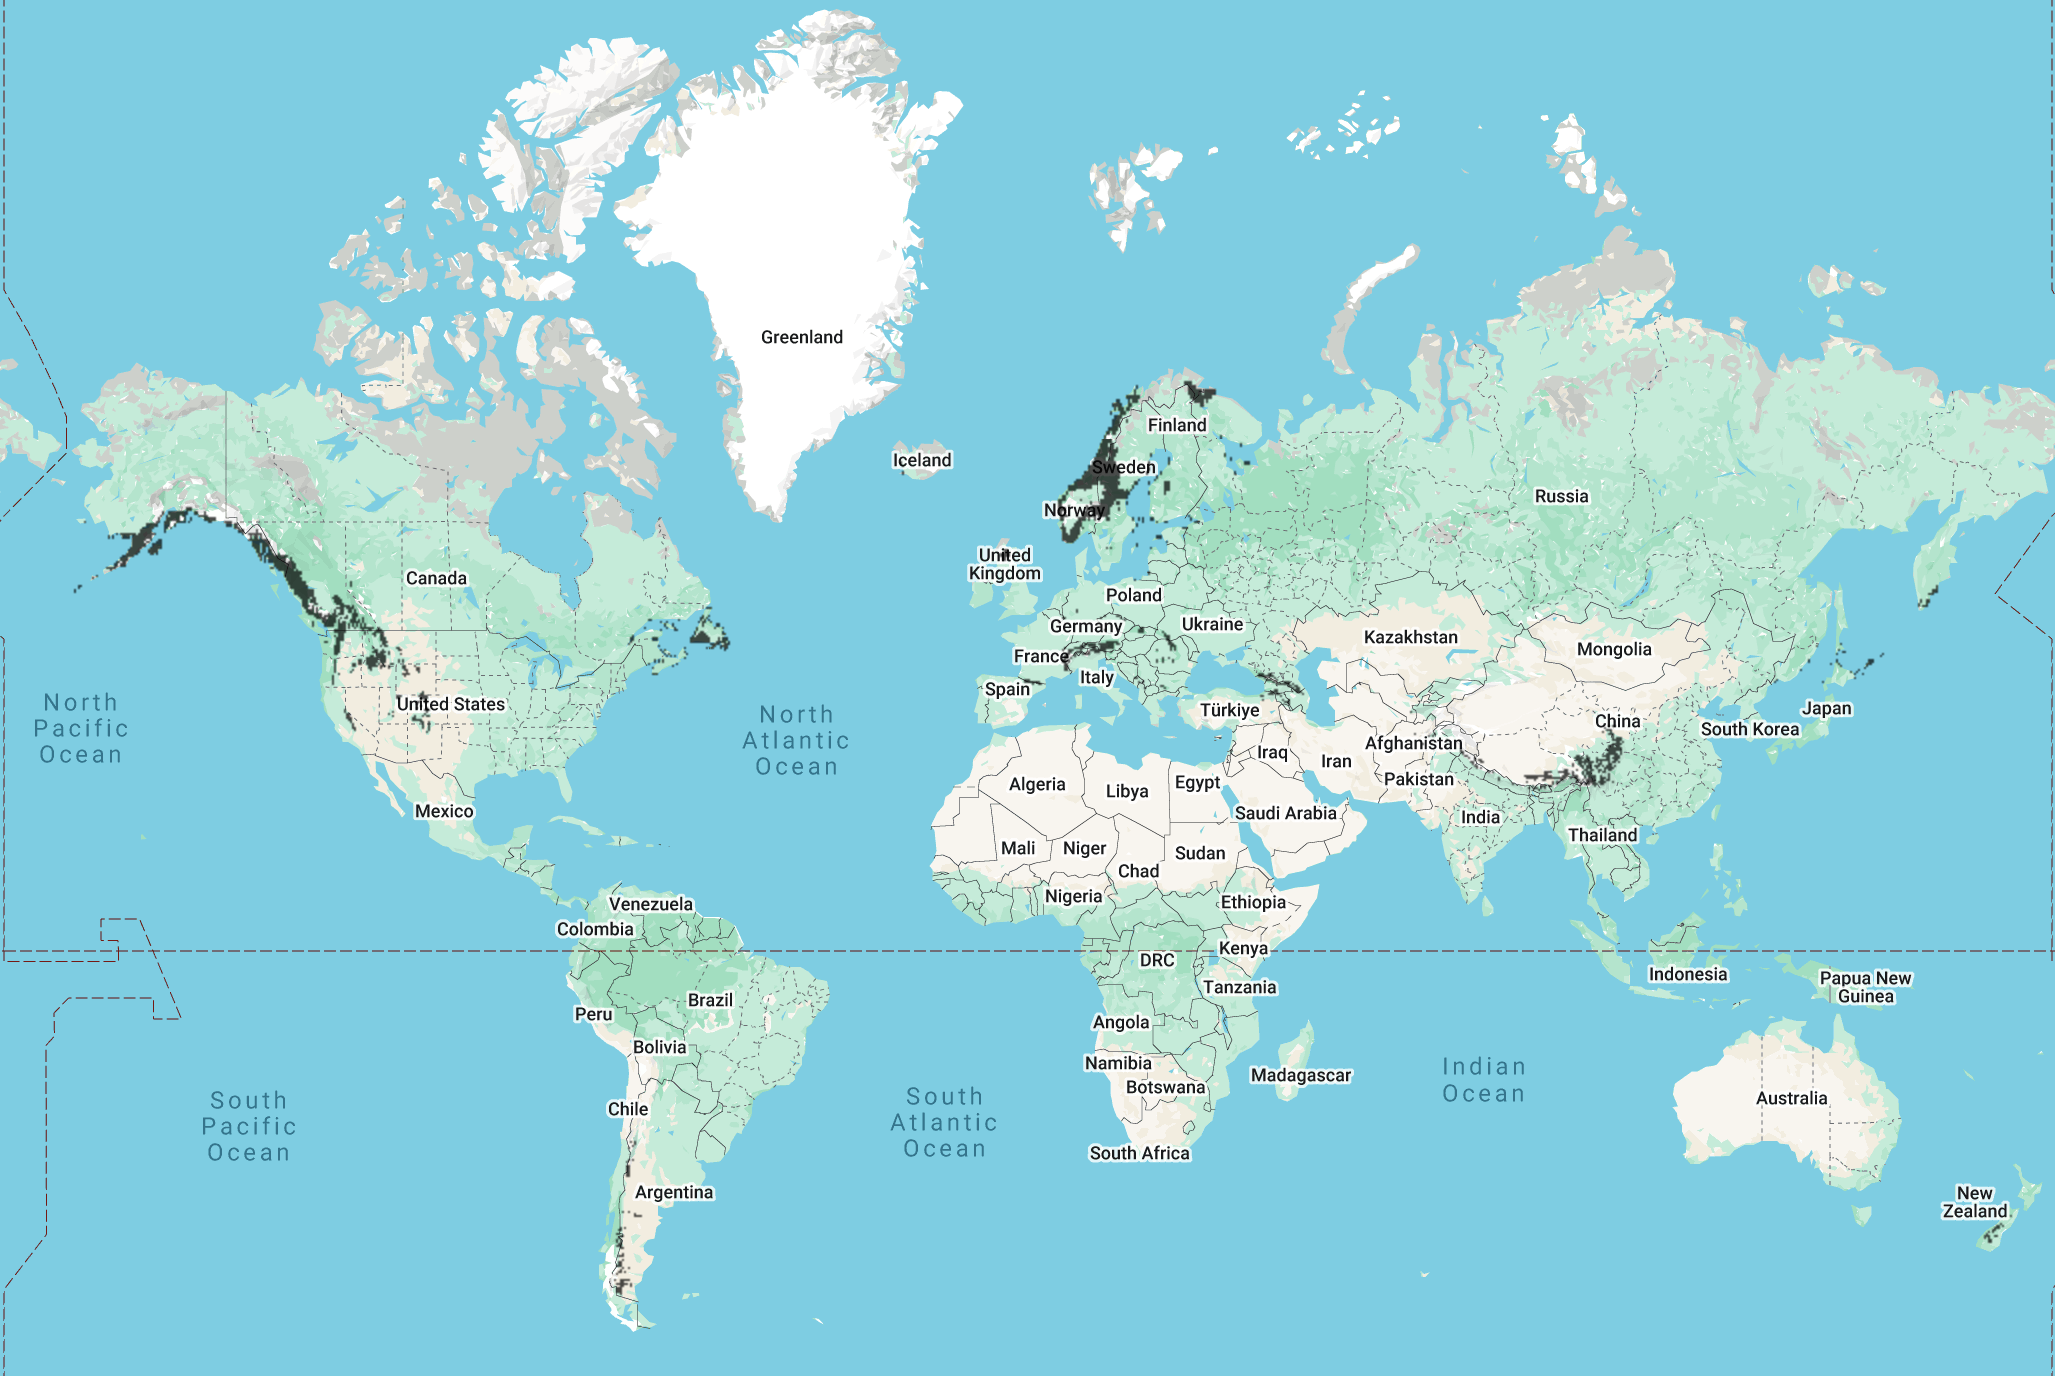 Greenland
Iceland
Finland
Sweden
Norway
Russia
United
Kingdom
Canada
Poland
Germany
Ukraine
Kazakhstan
Mongolia
France
Italy
Spain
United States
Türkiye
North
Pacific
Ocean
North
Atlantic
Ocean
China
Japan
South Korea
Iraq
Iran
Afghanistan
Pakistan
Algeria
Libya
Egypt
Saudi Arabia
India
Thailand
Mexico
Mali
Niger
Chad
Sudan
Nigeria
Ethiopia
Venezuela
Colombia
Kenya
DRC
Tanzania
Indonesia
Papua New
Guinea
Brazil
Peru
Angola
Bolivia
Namibia
Botswana
Madagascar
Indian
Ocean
Australia
South
Pacific
Ocean
Chile
South
Atlantic
Ocean
South Africa
Argentina
New
Zealand